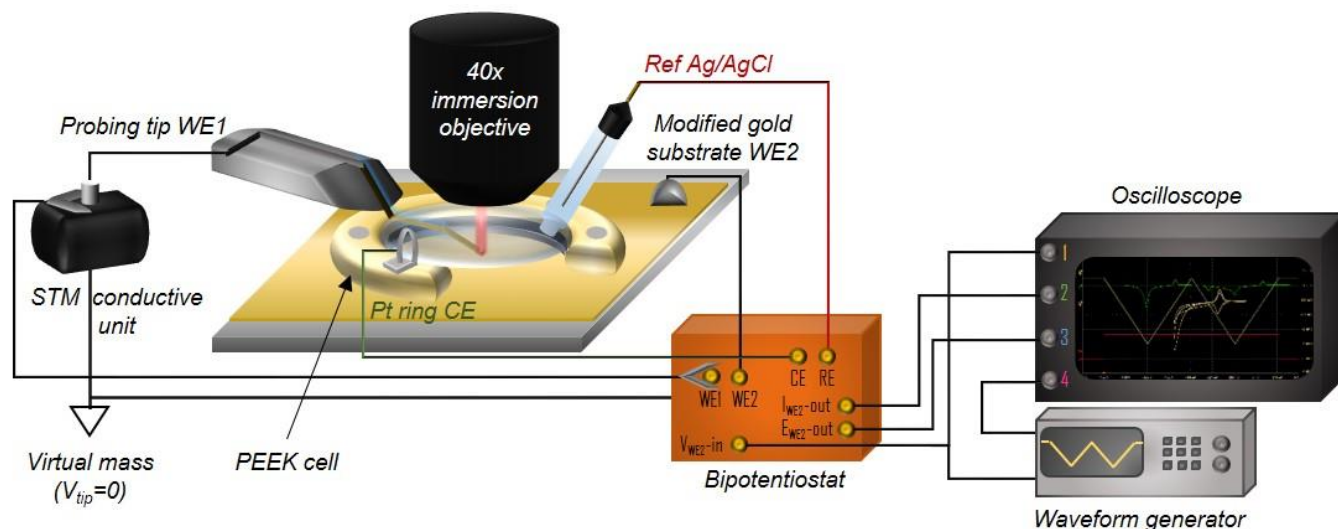 40x
immersion
objective
Ref Ag/AgCl
Probing tip WE1
Modified gold
substrate WE2
Oscilloscope
1
2
3
4
STM conductive
unit
Pt ring CE
CE RE
WE1 WE2
I_WE2-out
E_WE2-out
V_WE2-in
Virtual mass
(V_tip=0)
PEEK cell
Bipotentiostat
Waveform generator